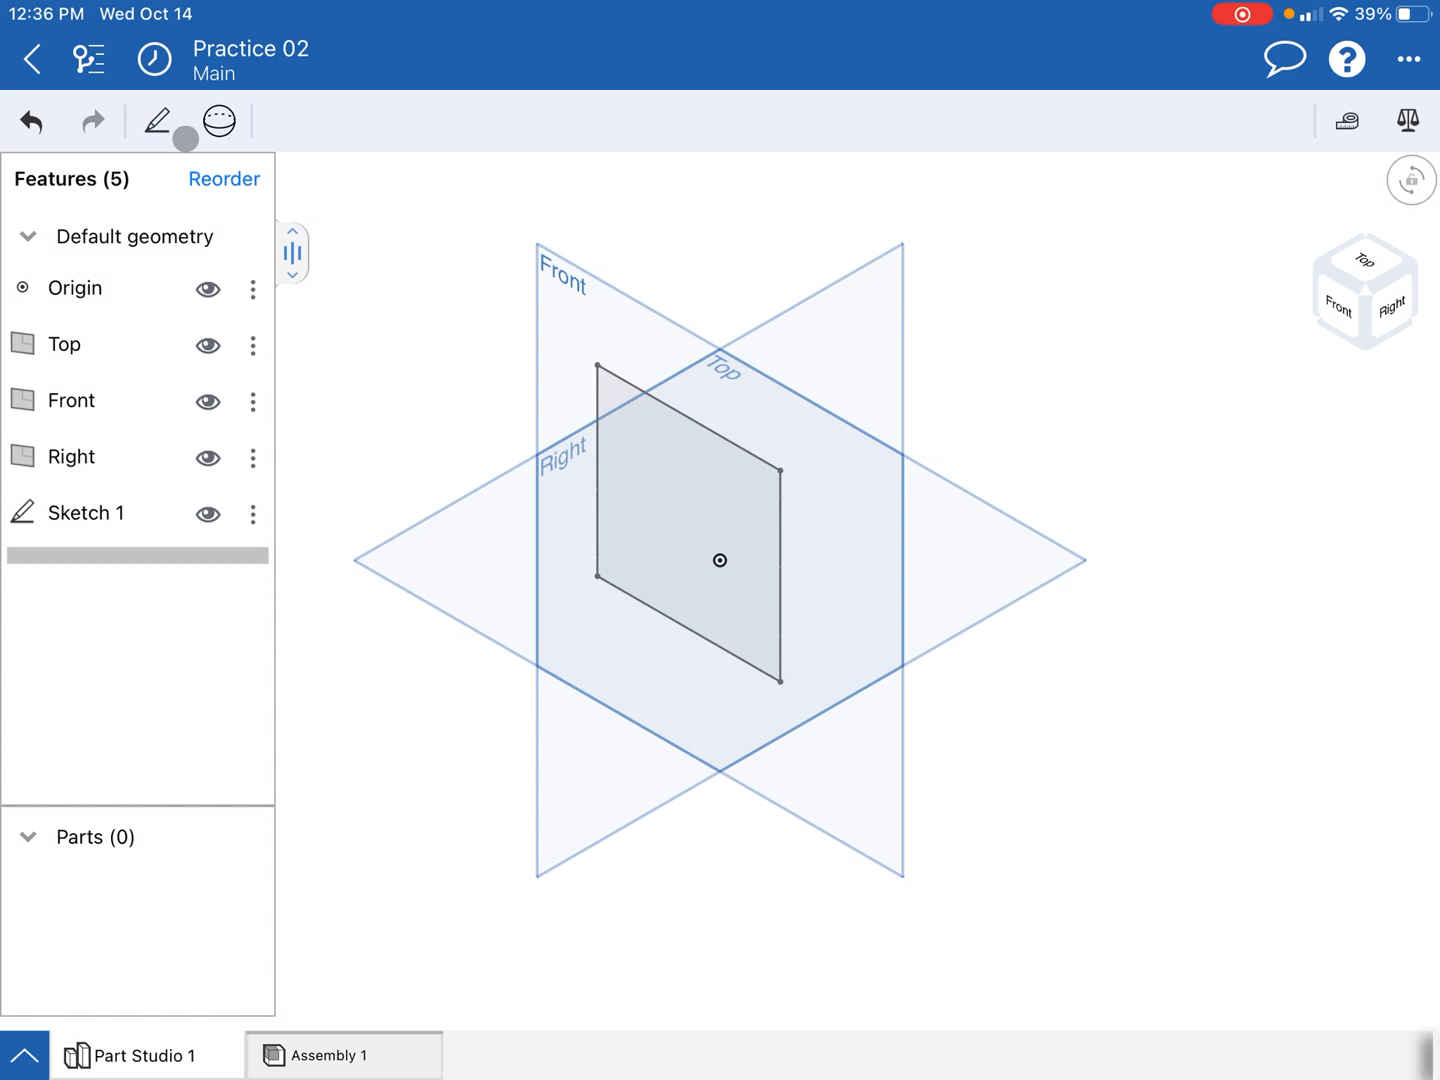 12:36 PM Wed Oct 14
39%
Practice 02
Main
?
Features (5)
Reorder
Default geometry
Origin
Top
Front
Right
Sketch 1
Parts (0)
Front
Top
Right
Top
Front
Right
Part Studio 1
Assembly 1